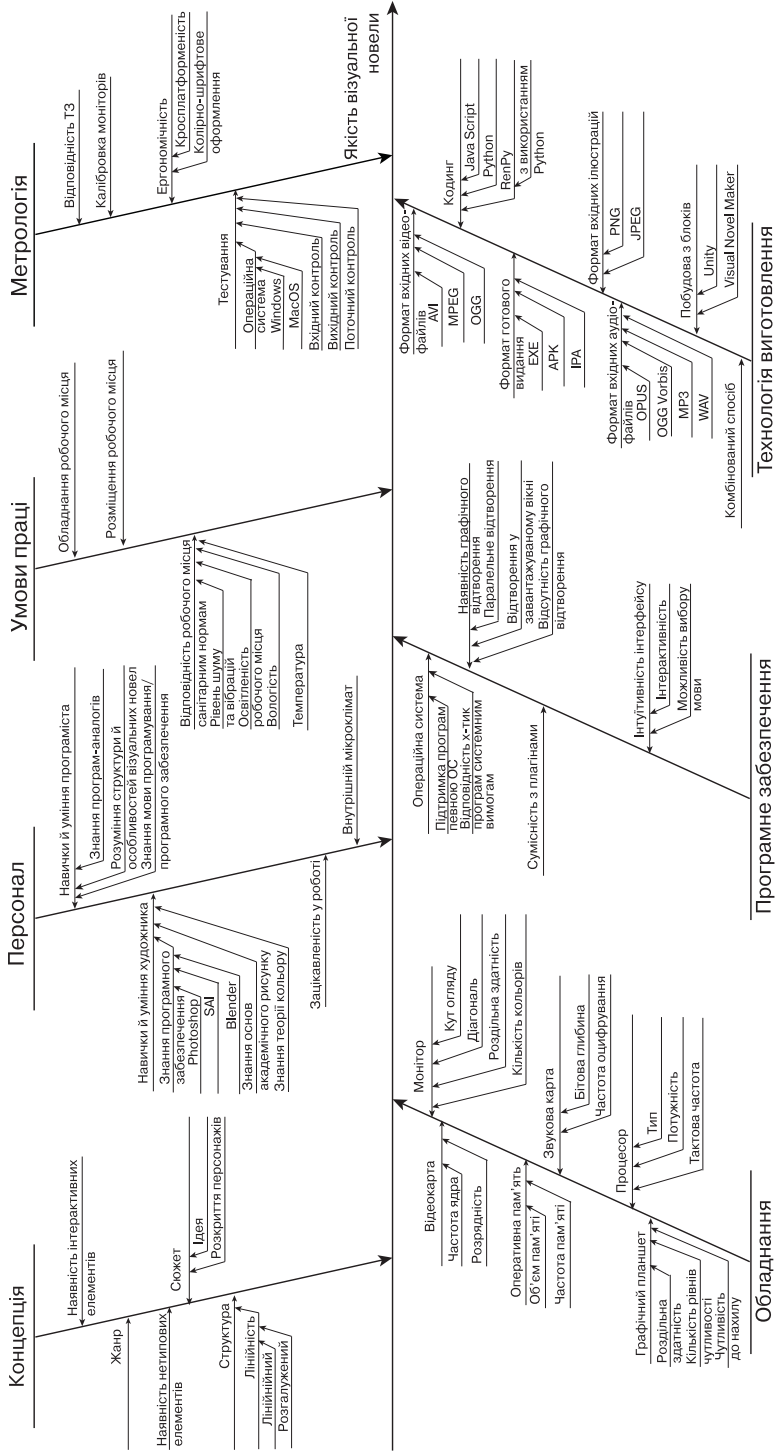 Концепція
Наявність інтерактивних
елементів
Жанр
Наявність нетипових
елементів
Сюжет
Ідея
Розкриття персонажів
Структура
Лінійність
Лінійнійний
Розгалужений
Персонал
Навички й уміння програміста
Знання програм-аналогів
Розуміння структури й
особливостей візуальних новел
Знання мови програмування/
програмного забезпечення
Навички й уміння художника
Знання програмного
забезпечення
Photoshop
SAI
Blender
Знання основ
академічного рисунку
Знання теорії кольору
Зацікавленість у роботі
Внутрішній мікроклімат
Умови праці
Обладнання робочого місця
Розміщення робочого місця
Відповідність робочого місця
санітарним нормам
Рівень шуму
та вібрацій
Освітленість
робочого місця
Вологість
Температура
Метрологія
Відповідність ТЗ
Калібровка моніторів
Ергономічність
Кросплатформеність
Колірно-шрифтове
оформлення
Тестування
Операційна
система
Windows
MacOS
Вхідний контроль
Вихідний контроль
Поточний контроль
Якість візуальної
новели
Монітор
Кут огляду
Діагональ
Роздільна здатність
Кількість кольорів
Відеокарта
Частота ядра
Розрядність
Оперативна пам’ять
Об’єм пам’яті
Частота пам’яті
Звукова карта
Бітова глибина
Частота оцифрування
Процесор
Тип
Потужність
Тактова частота
Графічний планшет
Роздільна
здатність
Кількість рівнів
чутливості
Чутливість
до нахилу
Обладнання
Операційна система
Підтримка програм
певною ОС
Відповідність х-тик
програм системним
вимогам
Наявність графічного
відтворення
Паралельне відтворення
Відтворення у
завантажуваному вікні
Відсутність графічного
відтворення
Сумісність з плагінами
Інтуїтивність інтерфейсу
Інтерактивність
Можливість вибору
мови
Програмне забезпечення
Формат вхідних відео-
файлів
AVI
MPEG
OGG
Кодинг
Java Script
Python
RenPy
з використанням
Python
Формат готового
видання
EXE
APK
IPA
Формат вхідних ілюстрацій
PNG
JPEG
Формат вхідних аудіо-
файлів
OPUS
OGG Vorbis
MP3
WAV
Побудова з блоків
Unity
Visual Novel Maker
Комбінований спосіб
Технологія виготовлення